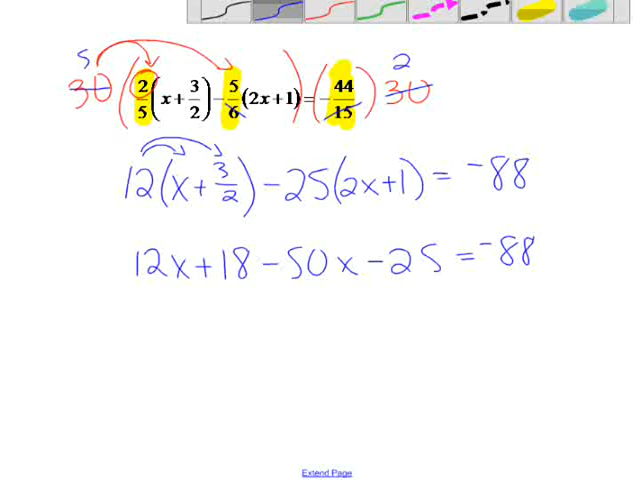 5 2
30 ( 2/5 ( x + 3/2 ) − 5/6 (2x + 1) ) = ( − 44/15 ) 30
12(x + 3/2) − 25(2x+1) = −88
12x + 18 − 50x − 25 = −88
Extend Page